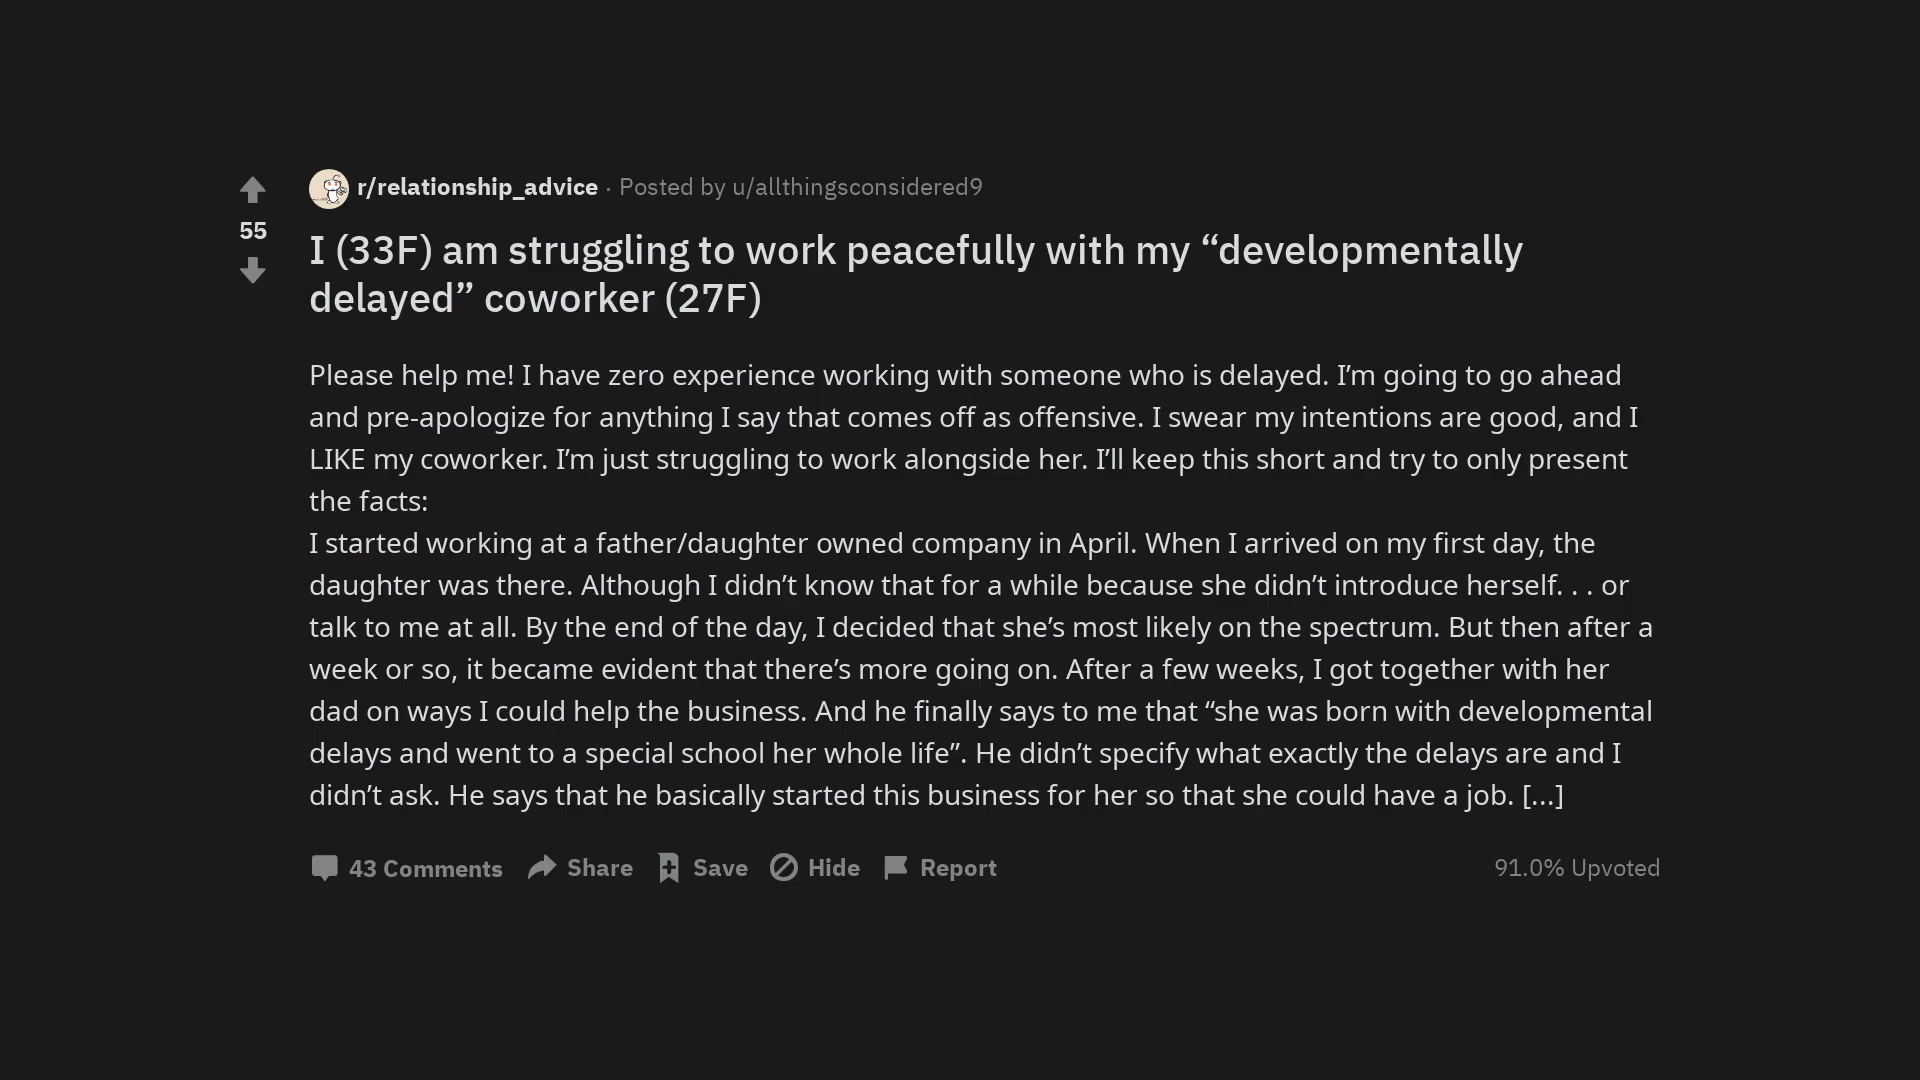 r/relationship_advice · Posted by u/allthingsconsidered9
55
I (33F) am struggling to work peacefully with my “developmentally
delayed” coworker (27F)
Please help me! I have zero experience working with someone who is delayed. I’m going to go ahead
and pre-apologize for anything I say that comes off as offensive. I swear my intentions are good, and I
LIKE my coworker. I’m just struggling to work alongside her. I’ll keep this short and try to only present
the facts:
I started working at a father/daughter owned company in April. When I arrived on my first day, the
daughter was there. Although I didn’t know that for a while because she didn’t introduce herself. . . or
talk to me at all. By the end of the day, I decided that she’s most likely on the spectrum. But then after a
week or so, it became evident that there’s more going on. After a few weeks, I got together with her
dad on ways I could help the business. And he finally says to me that “she was born with developmental
delays and went to a special school her whole life”. He didn’t specify what exactly the delays are and I
didn’t ask. He says that he basically started this business for her so that she could have a job. [...]
43 Comments Share Save Hide Report 91.0% Upvoted